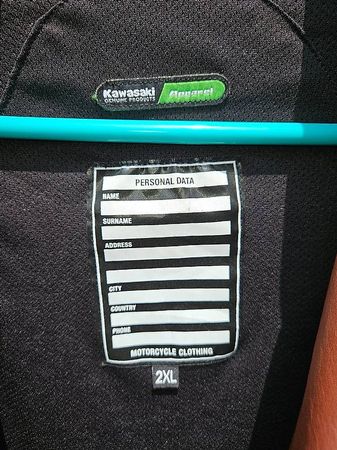 Kawasaki Apparel
GENUINE PRODUCTS
PERSONAL DATA
NAME
SURNAME
ADDRESS
CITY
COUNTRY
PHONE
MOTORCYCLE CLOTHING
2XL